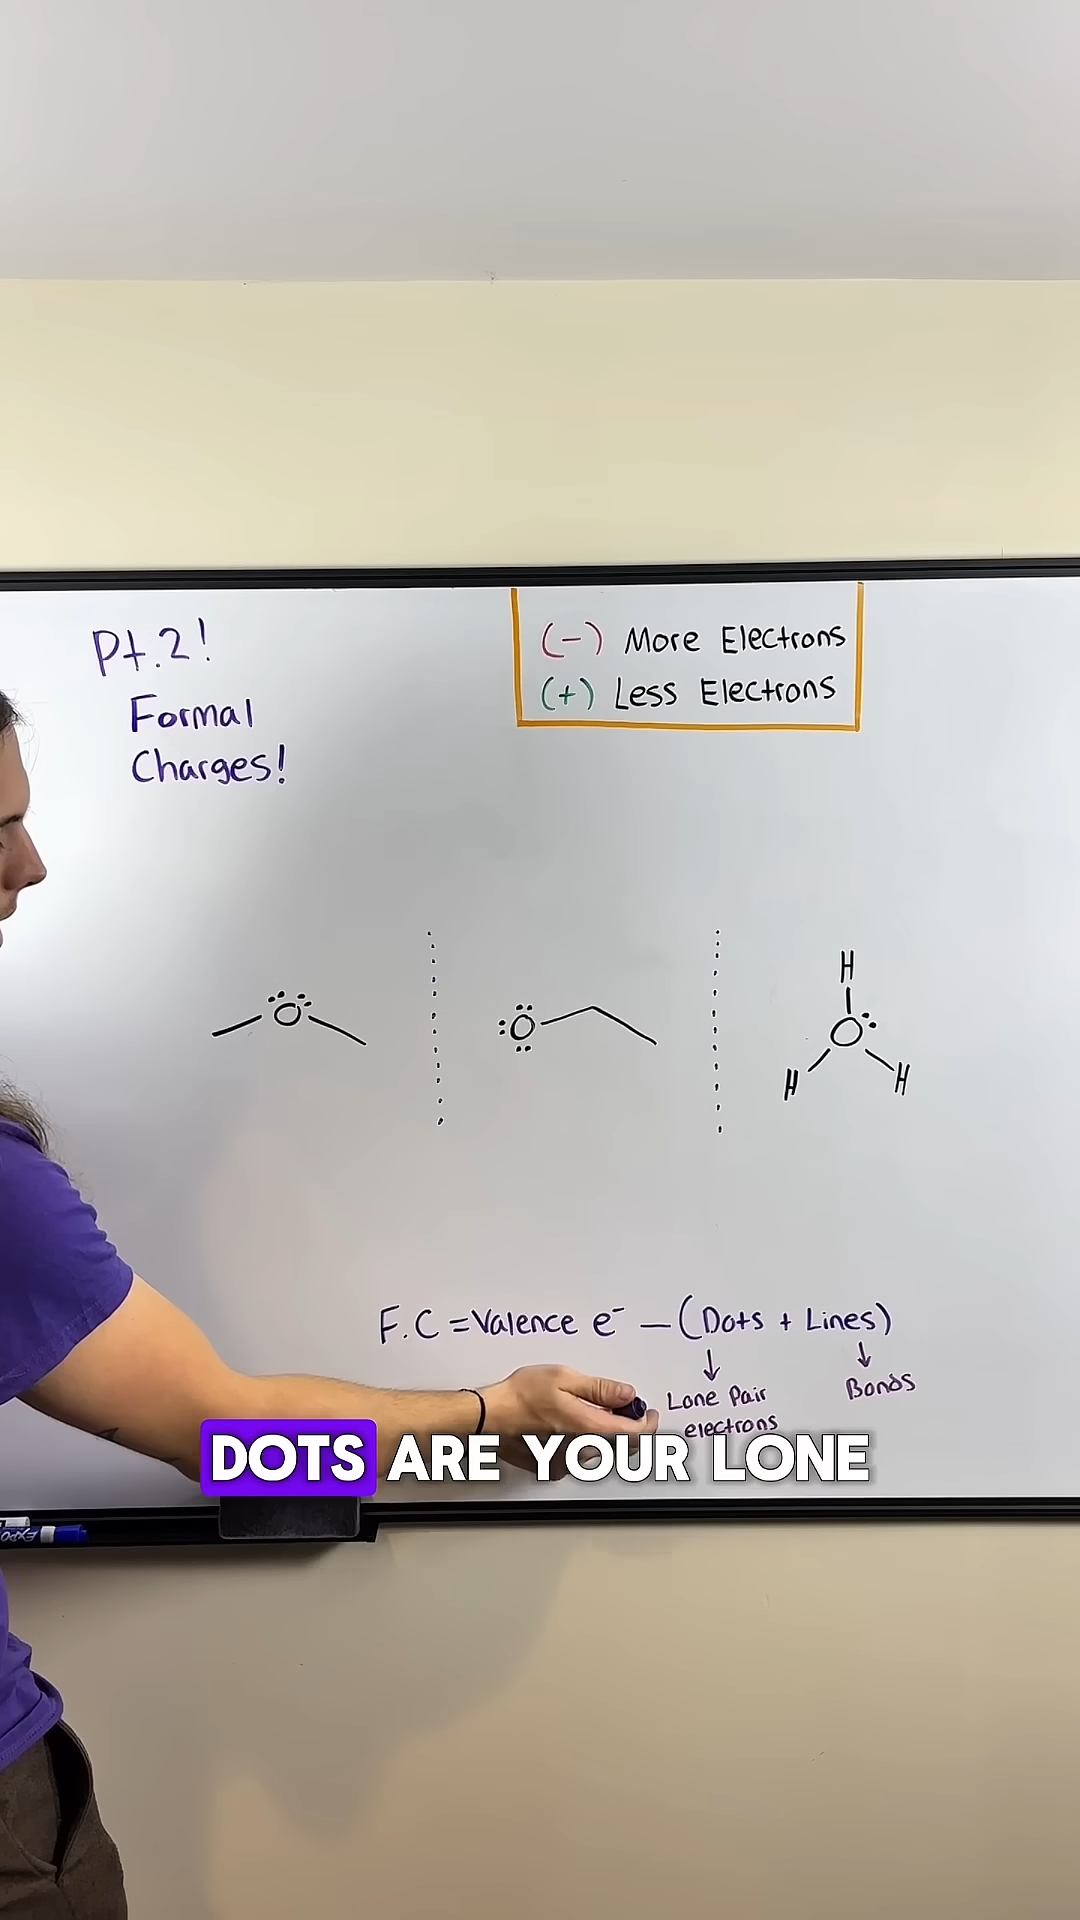 Pt.2!
Formal
Charges!
(-) More Electrons
(+) Less Electrons
H
O
O
O
H
H
F.C = Valence e⁻ — (Dots + Lines)
↓ ↓
Lone Pair
electrons
Bonds
DOTS ARE YOUR LONE
EXPO